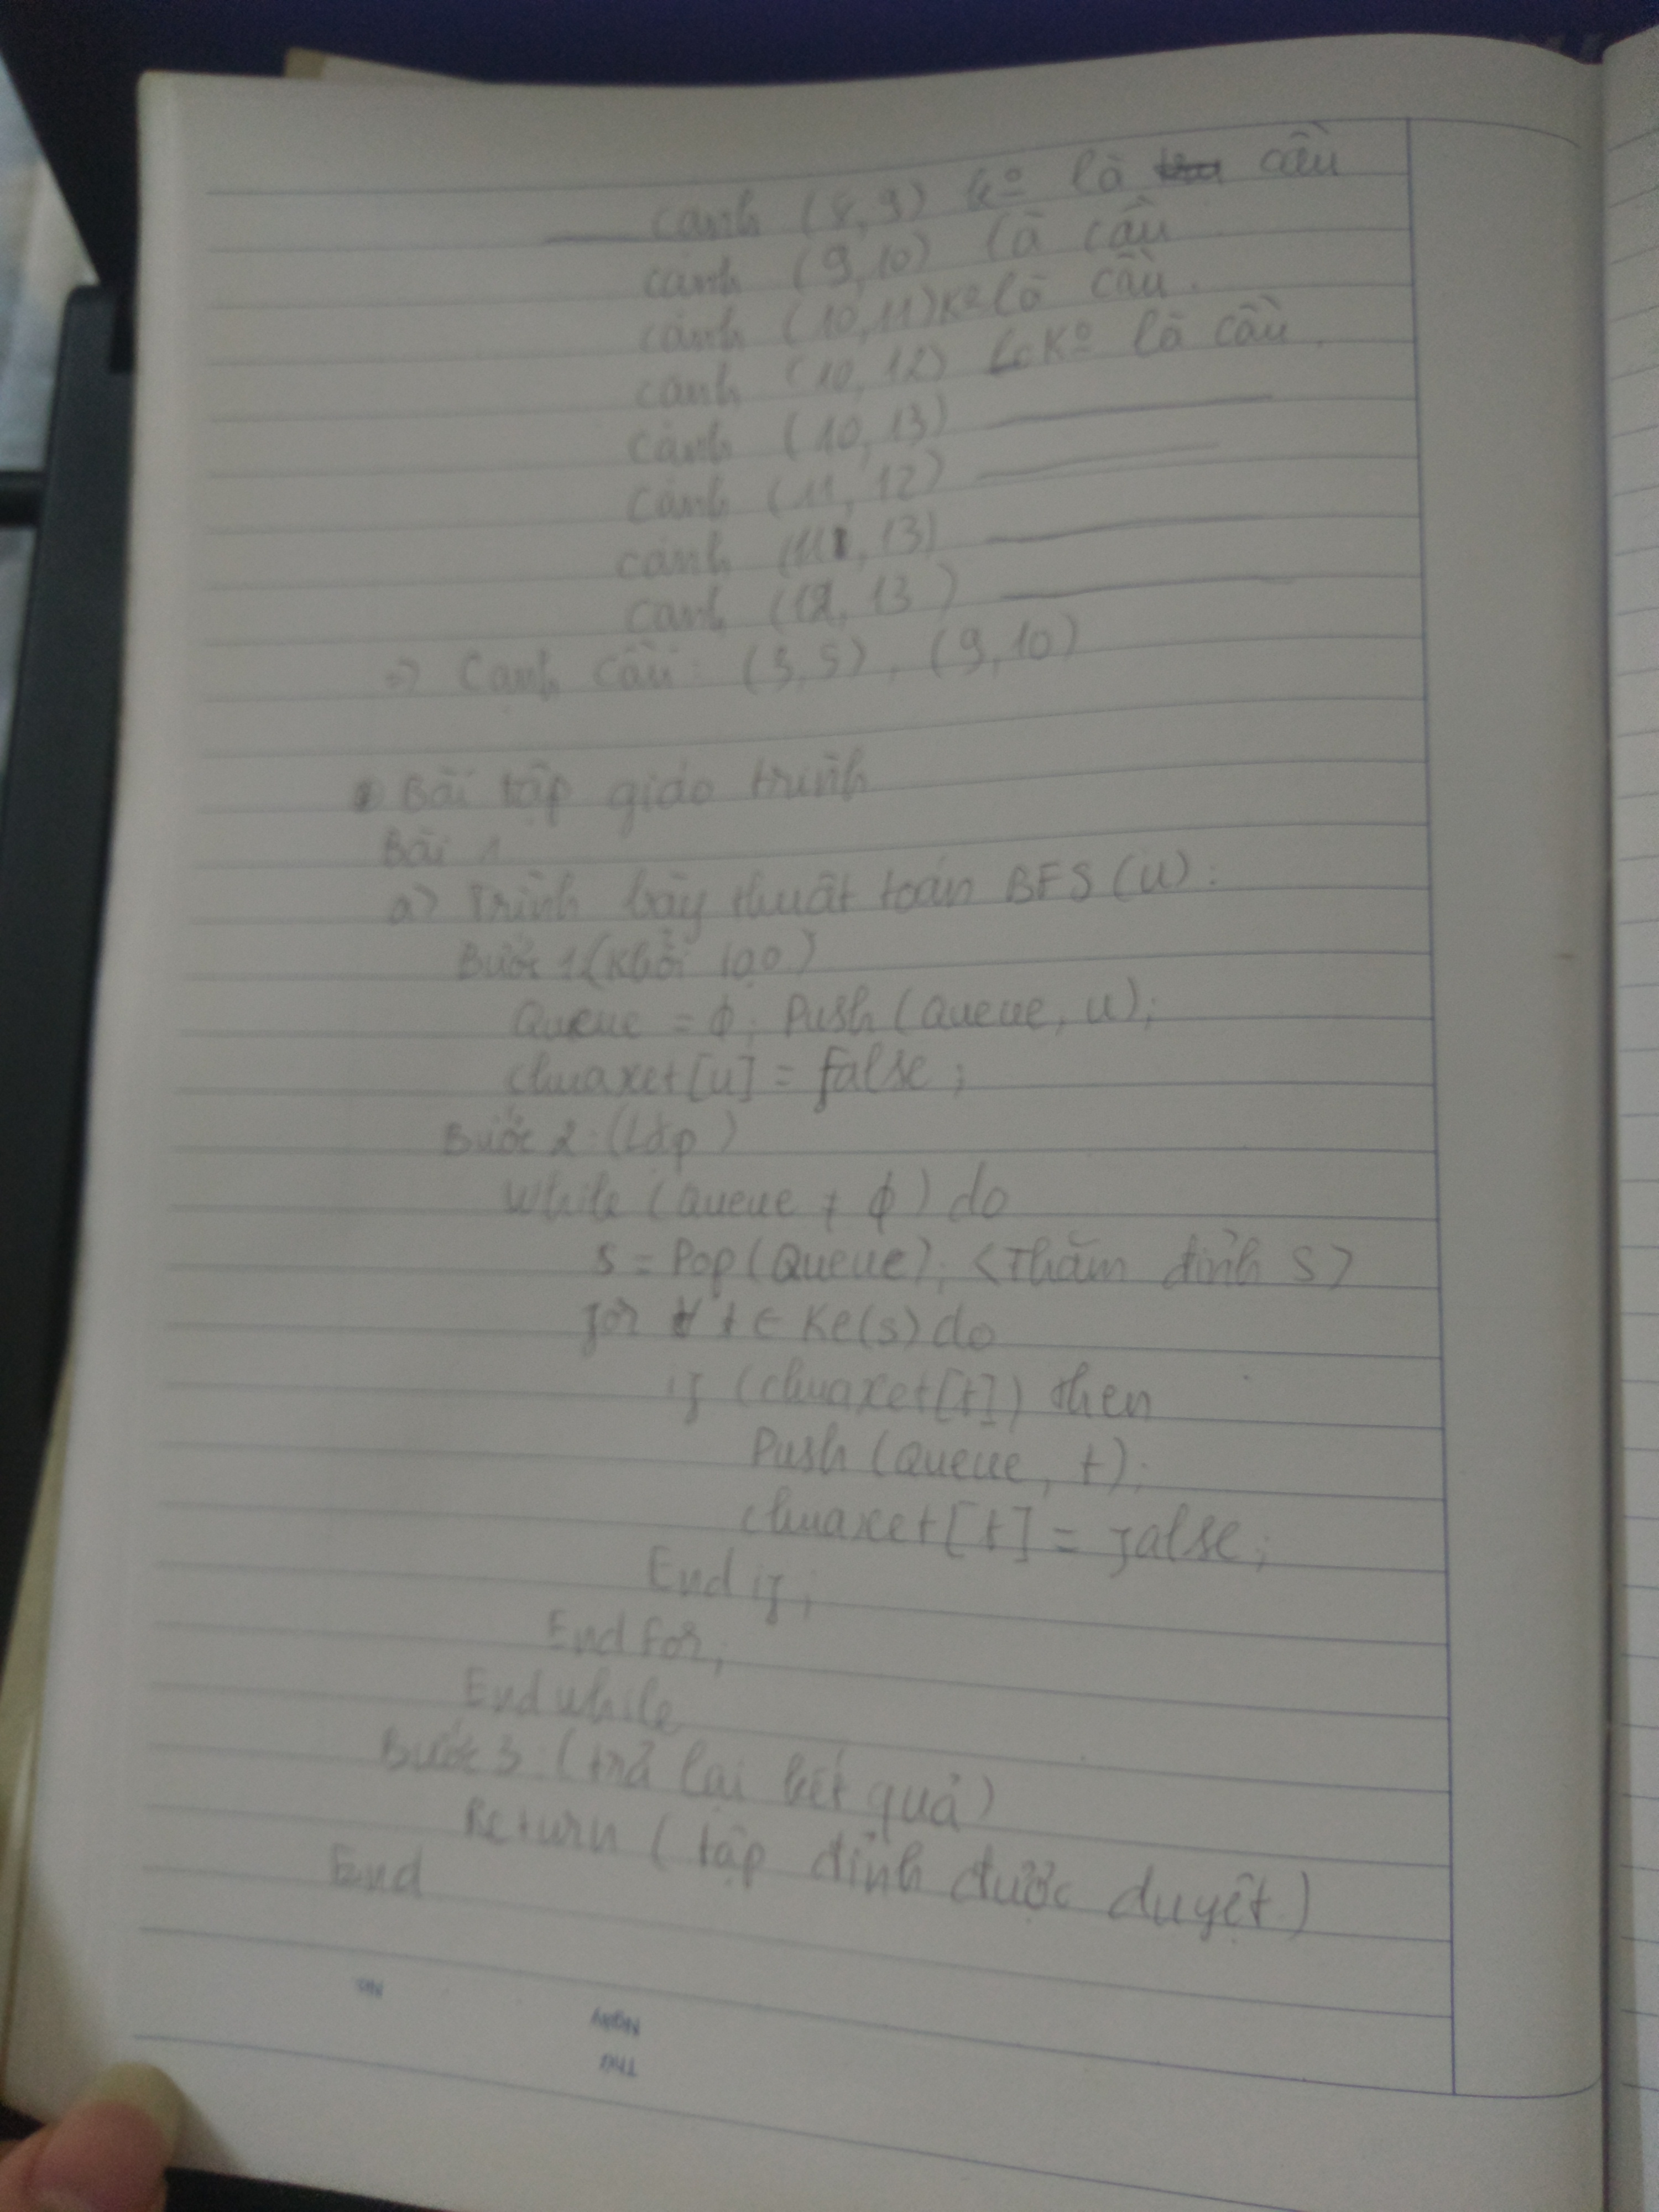 cạnh (8,9) k° là cầu
cạnh (9,10) là cầu
cạnh (10,11) k° là cầu.
cạnh (10,12) k° là cầu.
cạnh (10,13) ———
cạnh (11,12) ———
cạnh (11,13) ———
cạnh (12,13) ———
=> Cạnh cầu: (3,5), (9,10)
Bài tập giáo trình
Bài 1
a) Trình bày thuật toán BFS(u):
Bước 1 (Khởi tạo)
Queue = ϕ; Push(Queue, u);
chuaxet[u] = false;
Bước 2: (Lặp)
While (Queue ≠ ϕ) do
s = Pop(Queue); <Thăm đỉnh s>
for ∀ t ∈ Ke(s) do
if (chuaxet[t]) then
Push(Queue, t);
chuaxet[t] = false;
End if;
End for;
End while
Bước 3: (trả lại kết quả)
Return (tập đỉnh được duyệt)
End
No.
Ngày
Thứ